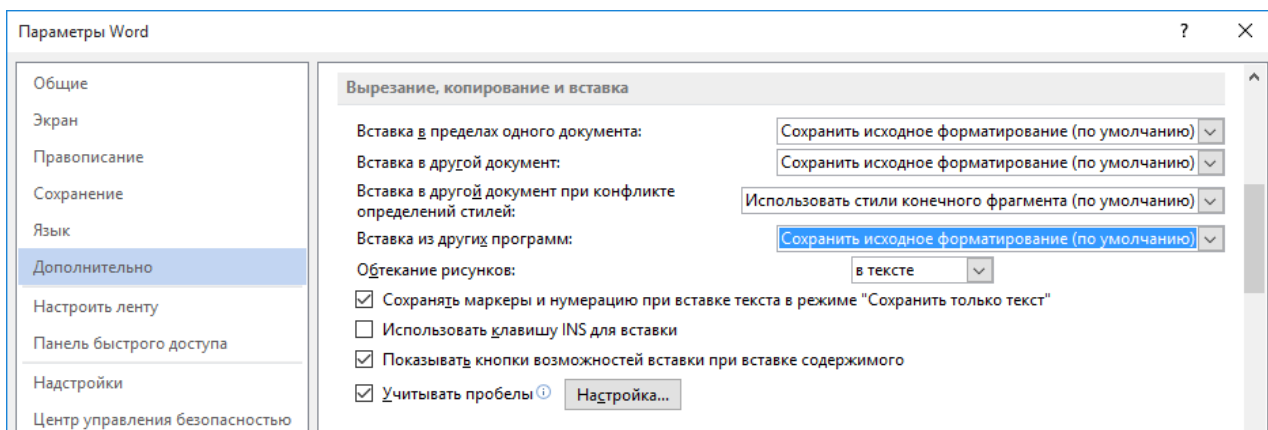 Параметры Word
?
Общие
Экран
Правописание
Сохранение
Язык
Дополнительно
Настроить ленту
Панель быстрого доступа
Надстройки
Центр управления безопасностью
Вырезание, копирование и вставка
Вставка в пределах одного документа: Сохранить исходное форматирование (по умолчанию)
Вставка в другой документ: Сохранить исходное форматирование (по умолчанию)
Вставка в другой документ при конфликте
определений стилей: Использовать стили конечного фрагмента (по умолчанию)
Вставка из других программ: Сохранить исходное форматирование (по умолчанию)
Обтекание рисунков: в тексте
Сохранять маркеры и нумерацию при вставке текста в режиме "Сохранить только текст"
Использовать клавишу INS для вставки
Показывать кнопки возможностей вставки при вставке содержимого
Учитывать пробелы Настройка...